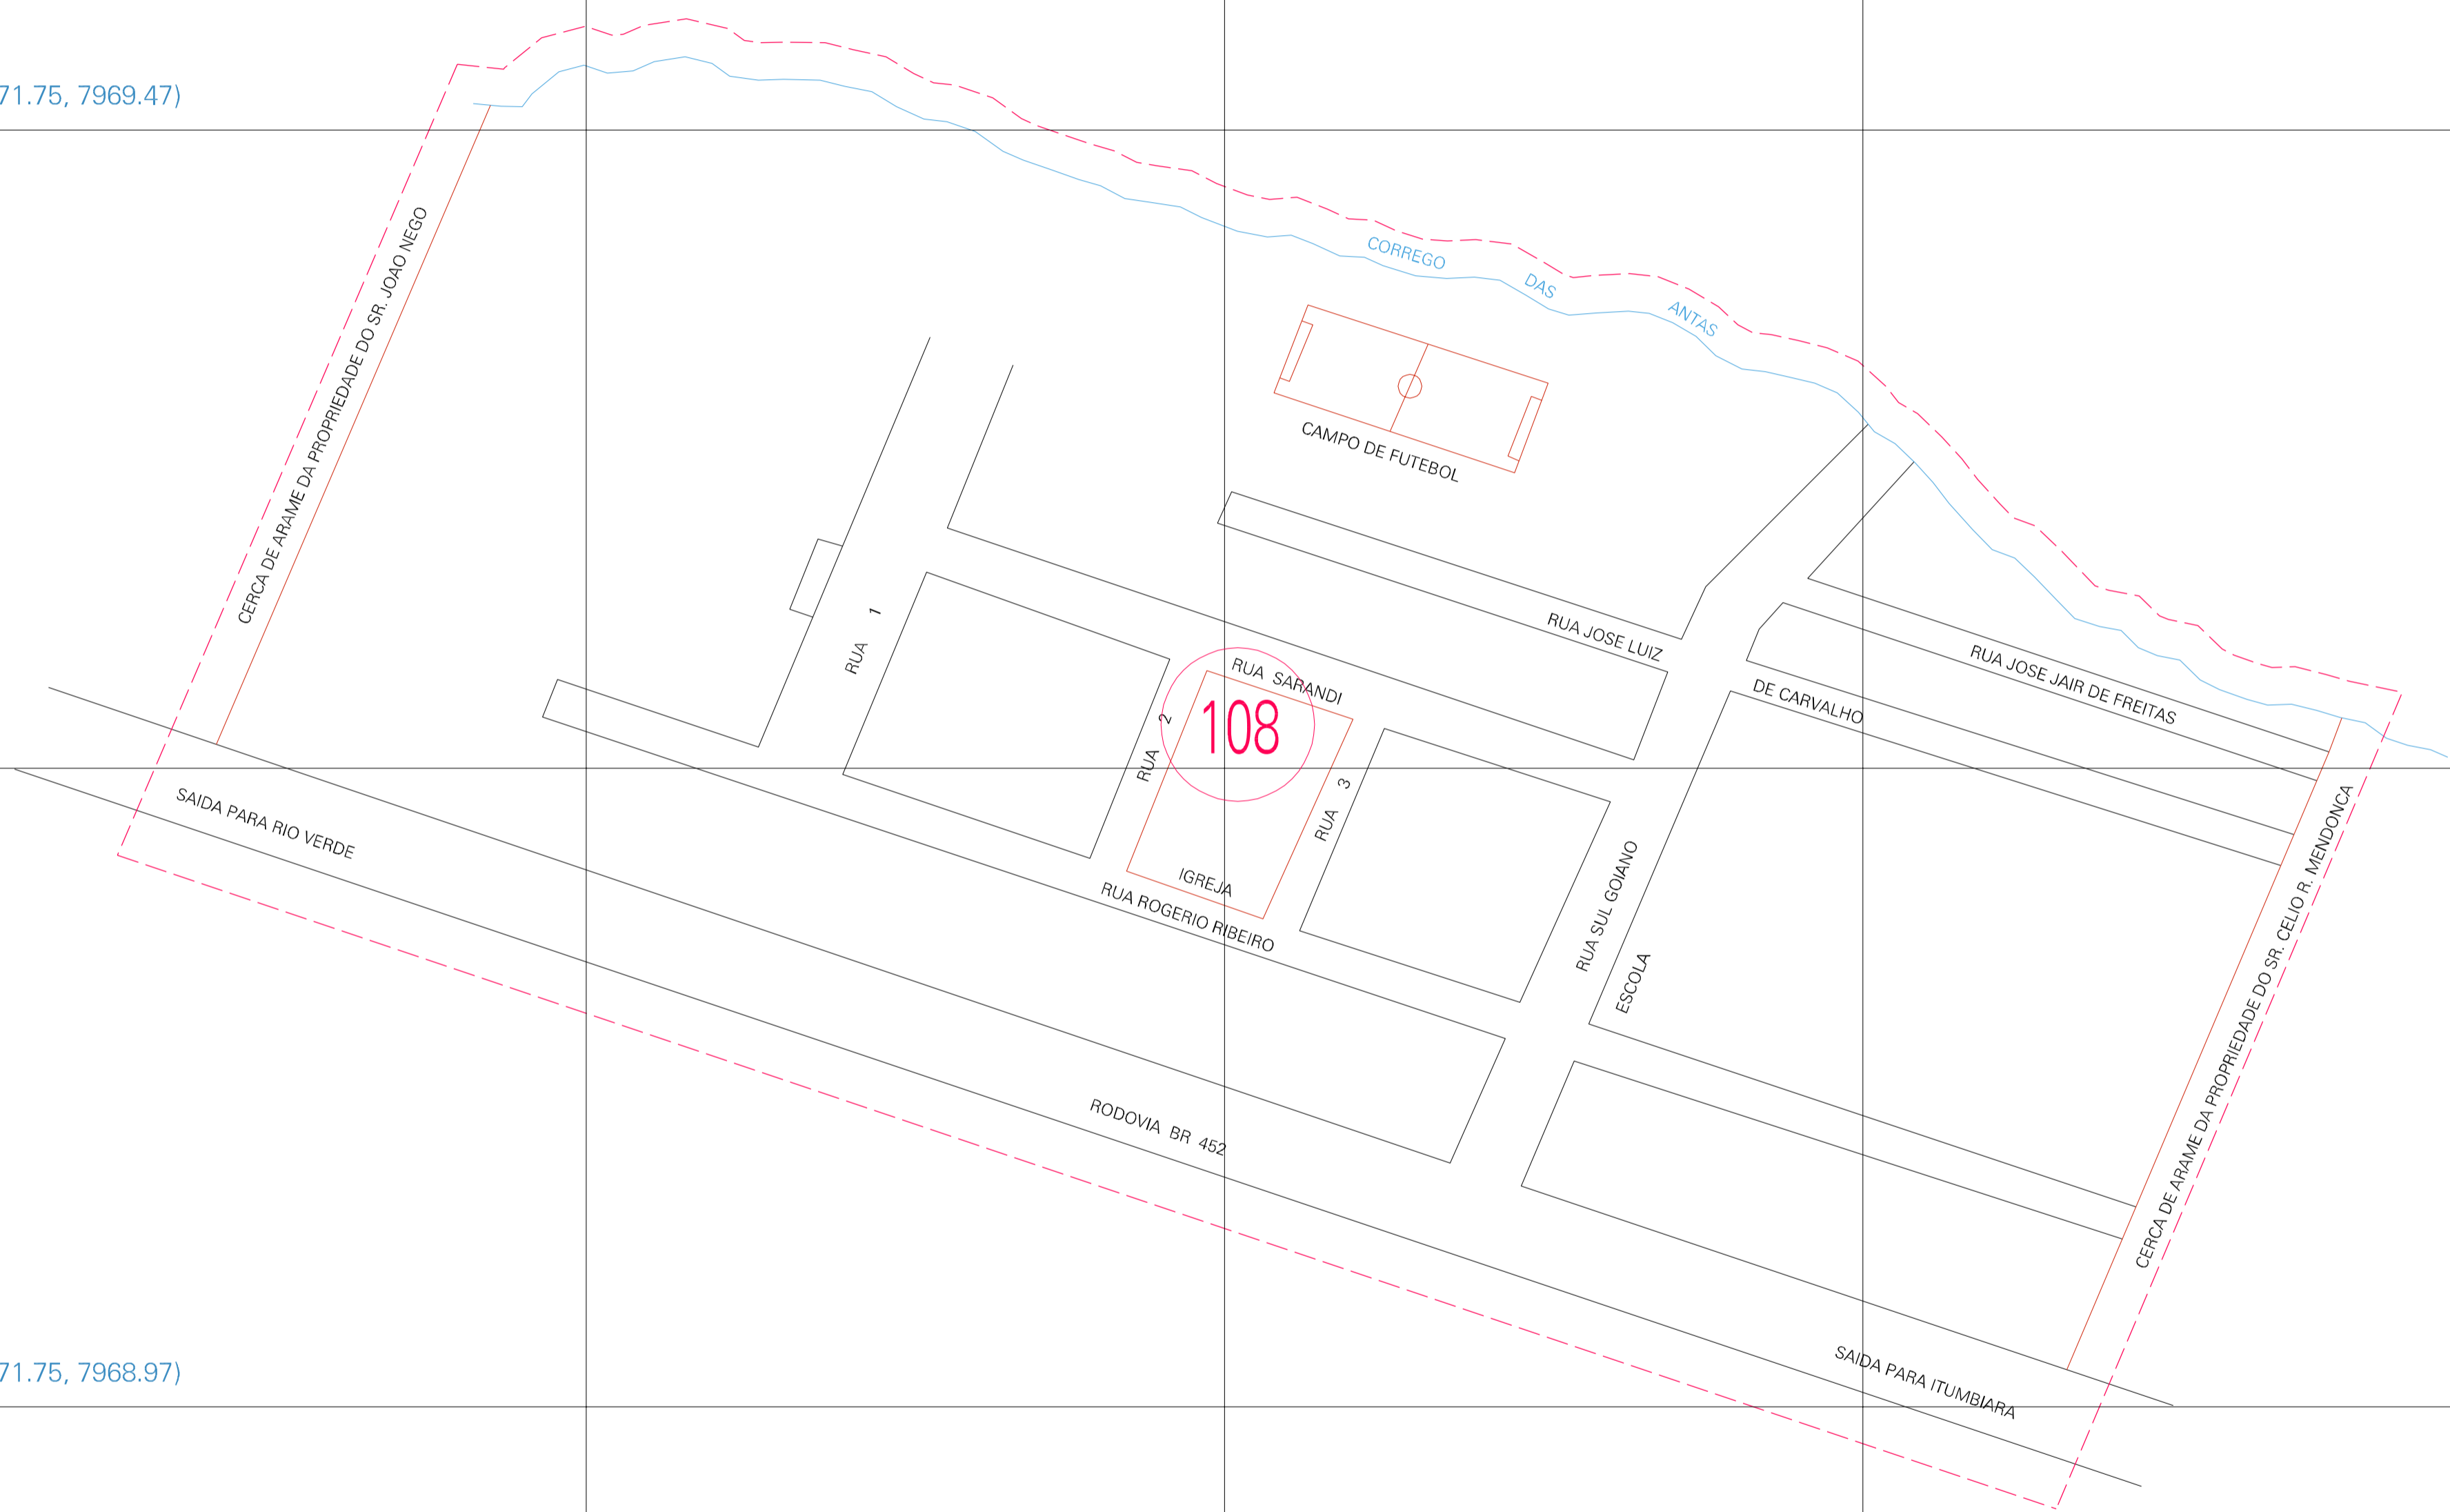 71.75, 7969.47)
CERCA DE ARAME DA PROPRIEDADE DO SR. JOAO NEGO
CORREGO
DAS
ANTAS
CAMPO DE FUTEBOL
RUA 1
RUA JOSE LUIZ
DE CARVALHO
RUA JOSE JAIR DE FREITAS
RUA SARANDI
108
RUA 2
RUA 3
IGREJA
RUA ROGERIO RIBEIRO
RUA SUL GOIANO
ESCOLA
CERCA DE ARAME DA PROPRIEDADE DO SR. CELIO R. MENDONCA
SAIDA PARA RIO VERDE
RODOVIA BR 452
SAIDA PARA ITUMBIARA
71.75, 7968.97)